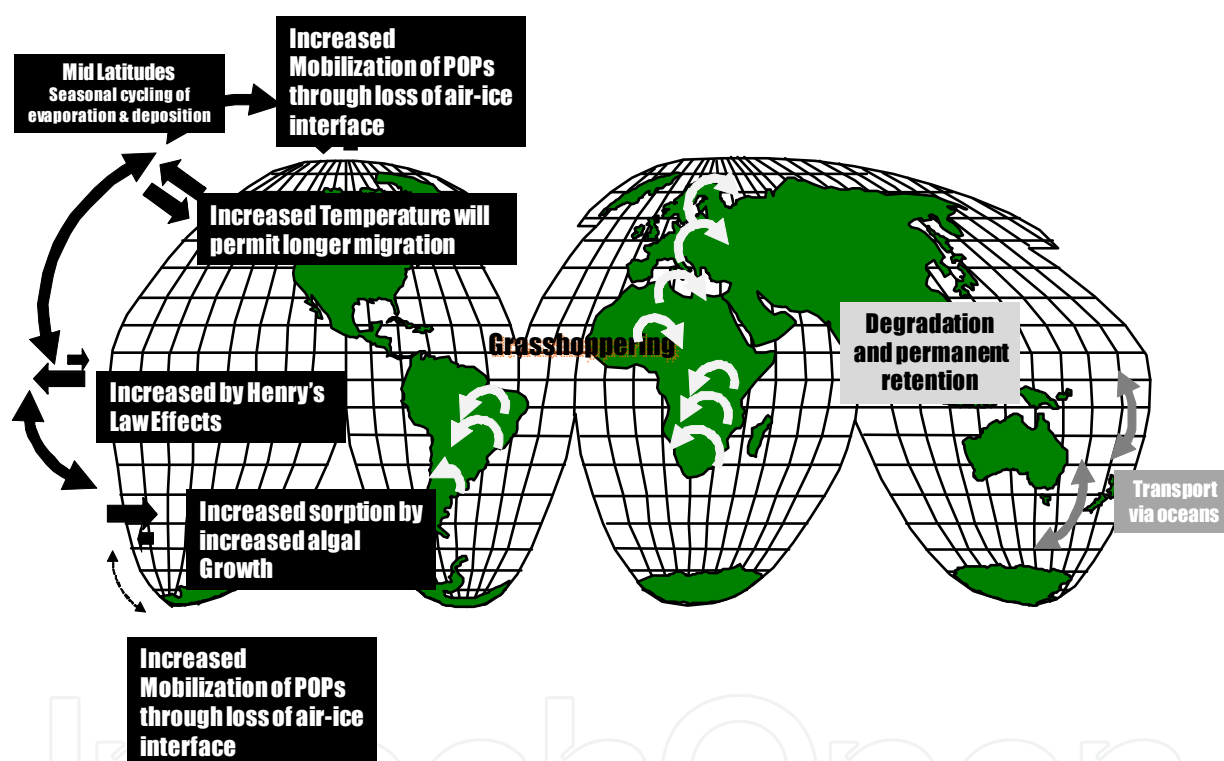 Increased
Mobilization of POPs
through loss of air-ice
interface
Mid Latitudes
Seasonal cycling of
evaporation & deposition
Increased Temperature will
permit longer migration
Grasshoppering
Degradation
and permanent
retention
Increased by Henry's
Law Effects
Transport
via oceans
Increased sorption by
increased algal
Growth
Increased
Mobilization of POPs
through loss of air-ice
interface